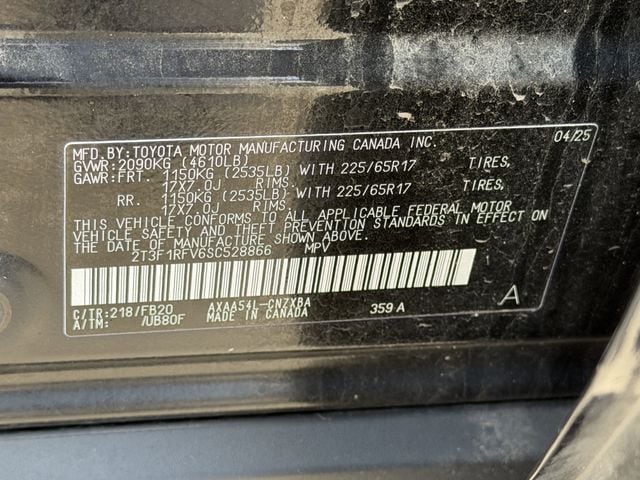 MFD. BY: TOYOTA MOTOR MANUFACTURING CANADA INC. 04/25
GVWR: 2090KG (4610LB)
GAWR: FRT. 1150KG (2535LB) WITH 225/65R17 TIRES,
17X7.0J RIMS.
RR. 1150KG (2535LB) WITH 225/65R17 TIRES,
17X7.0J RIMS.
THIS VEHICLE CONFORMS TO ALL APPLICABLE FEDERAL MOTOR
VEHICLE SAFETY AND THEFT PREVENTION STANDARDS IN EFFECT ON
THE DATE OF MANUFACTURE SHOWN ABOVE.
2T3F1RFV6SC528866 MPV
C/TR: 218/FB20 AXAA54L-CNZXBA 359 A A
A/TM: /UB80F MADE IN CANADA